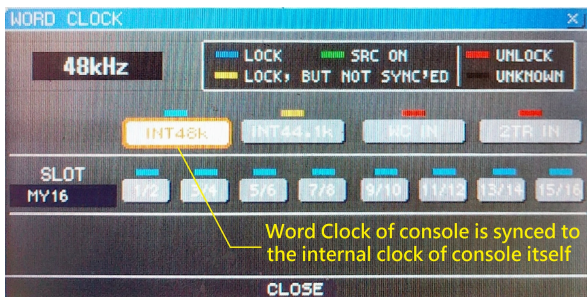 WORD CLOCK
×
48kHz
LOCK SRC ON UNLOCK
LOCK, BUT NOT SYNC'ED UNKNOWN
INT48k INT44.1k WC IN 2TR IN
SLOT
MY16
1/2 3/4 5/6 7/8 9/10 11/12 13/14 15/16
Word Clock of console is synced to
the internal clock of console itself
CLOSE